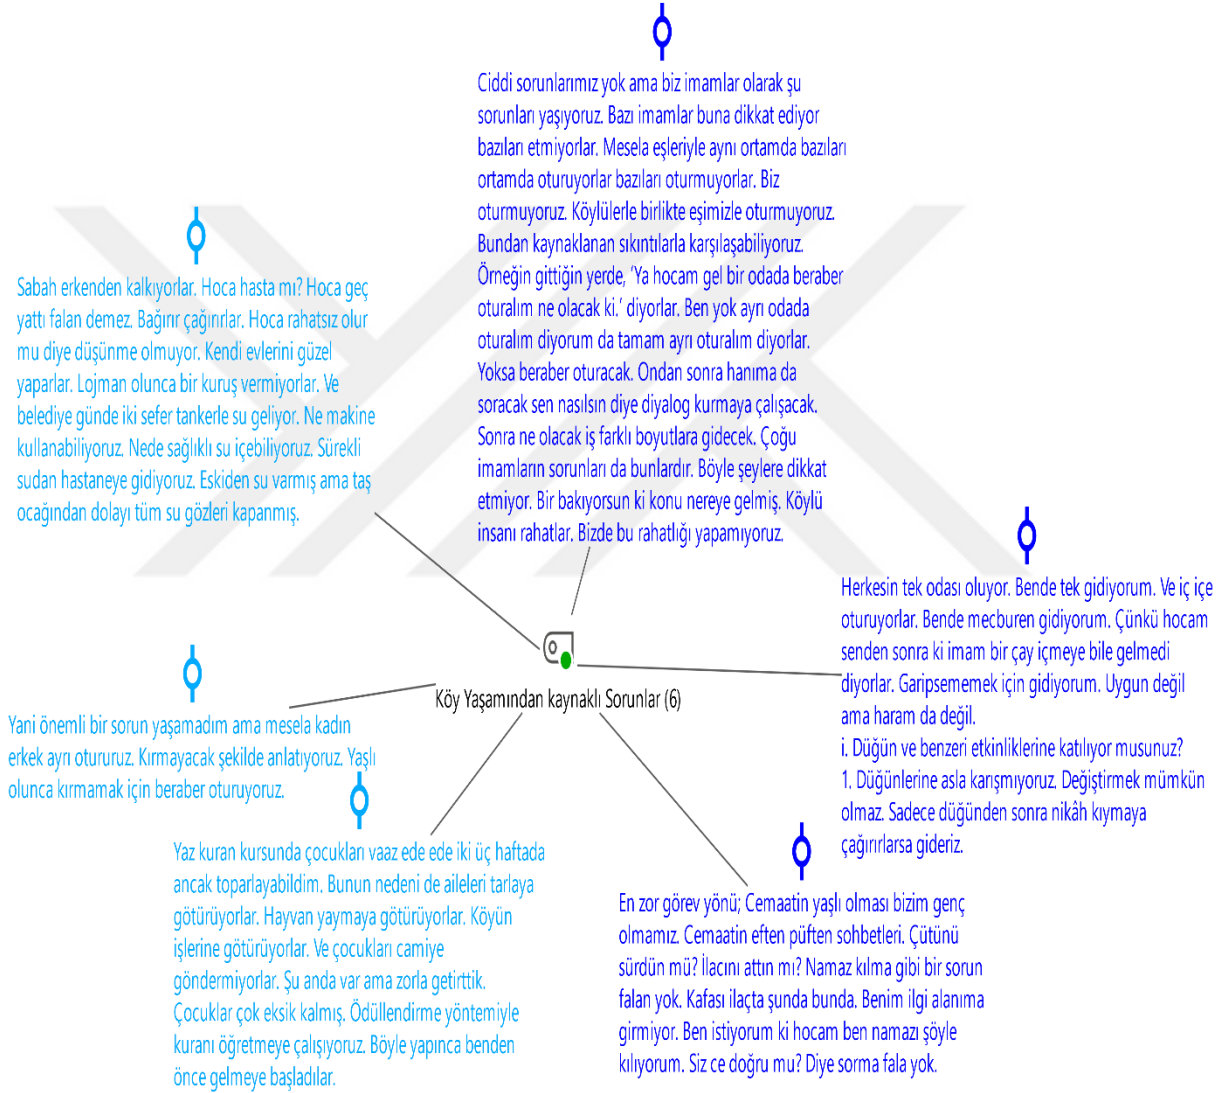 Ciddi sorunlarımız yok ama biz imamlar olarak şu
sorunları yaşıyoruz. Bazı imamlar buna dikkat ediyor
bazıları etmiyorlar. Mesela eşleriyle aynı ortamda bazıları
ortamda oturuyorlar bazıları oturmuyorlar. Biz
oturmuyoruz. Köylülerle birlikte eşimizle oturmuyoruz.
Bundan kaynaklanan sıkıntılarla karşılaşabiliyoruz.
Örneğin gittiğin yerde, ‘Ya hocam gel bir odada beraber
oturalım ne olacak ki.’ diyorlar. Ben yok ayrı odada
oturalım diyorum da tamam ayrı oturalım diyorlar.
Yoksa beraber oturacak. Ondan sonra hanıma da
soracak sen nasılsın diye diyalog kurmaya çalışacak.
Sonra ne olacak iş farklı boyutlara gidecek. Çoğu
imamların sorunları da bunlardır. Böyle şeylere dikkat
etmiyor. Bir bakıyorsun ki konu nereye gelmiş. Köylü
insanı rahatlar. Bizde bu rahatlığı yapamıyoruz.
Sabah erkenden kalkıyorlar. Hoca hasta mı? Hoca geç
yattı falan demez. Bağırır çağırırlar. Hoca rahatsız olur
mu diye düşünme olmuyor. Kendi evlerini güzel
yaparlar. Lojman olunca bir kuruş vermiyorlar. Ve
belediye günde iki sefer tankerle su geliyor. Ne makine
kullanabiliyoruz. Nede sağlıklı su içebiliyoruz. Sürekli
sudan hastaneye gidiyoruz. Eskiden su varmış ama taş
ocağından dolayı tüm su gözleri kapanmış.
Herkesin tek odası oluyor. Bende tek gidiyorum. Ve iç içe
oturuyorlar. Bende mecburen gidiyorum. Çünkü hocam
senden sonra ki imam bir çay içmeye bile gelmedi
diyorlar. Garipsememek için gidiyorum. Uygun değil
ama haram da değil.
i. Düğün ve benzeri etkinliklerine katılıyor musunuz?
1. Düğünlerine asla karışmıyoruz. Değiştirmek mümkün
olmaz. Sadece düğünden sonra nikâh kıymaya
çağırırlarsa gideriz.
Köy Yaşamından kaynaklı Sorunlar (6)
Yani önemli bir sorun yaşamadım ama mesela kadın
erkek ayrı otururuz. Kırmayacak şekilde anlatıyoruz. Yaşlı
olunca kırmamak için beraber oturuyoruz.
Yaz kuran kursunda çocukları vaaz ede ede iki üç haftada
ancak toparlayabildim. Bunun nedeni de aileleri tarlaya
götürüyorlar. Hayvan yaymaya götürüyorlar. Köyün
işlerine götürüyorlar. Ve çocukları camiye
göndermiyorlar. Şu anda var ama zorla getirttik.
Çocuklar çok eksik kalmış. Ödüllendirme yöntemiyle
kuranı öğretmeye çalışıyoruz. Böyle yapınca benden
önce gelmeye başladılar.
En zor görev yönü; Cemaatin yaşlı olması bizim genç
olmamız. Cemaatin eften püften sohbetleri. Çütünü
sürdün mü? İlacını attın mı? Namaz kılma gibi bir sorun
falan yok. Kafası ilaçta şunda bunda. Benim ilgi alanıma
girmiyor. Ben istiyorum ki hocam ben namazı şöyle
kılıyorum. Siz ce doğru mu? Diye sorma fala yok.